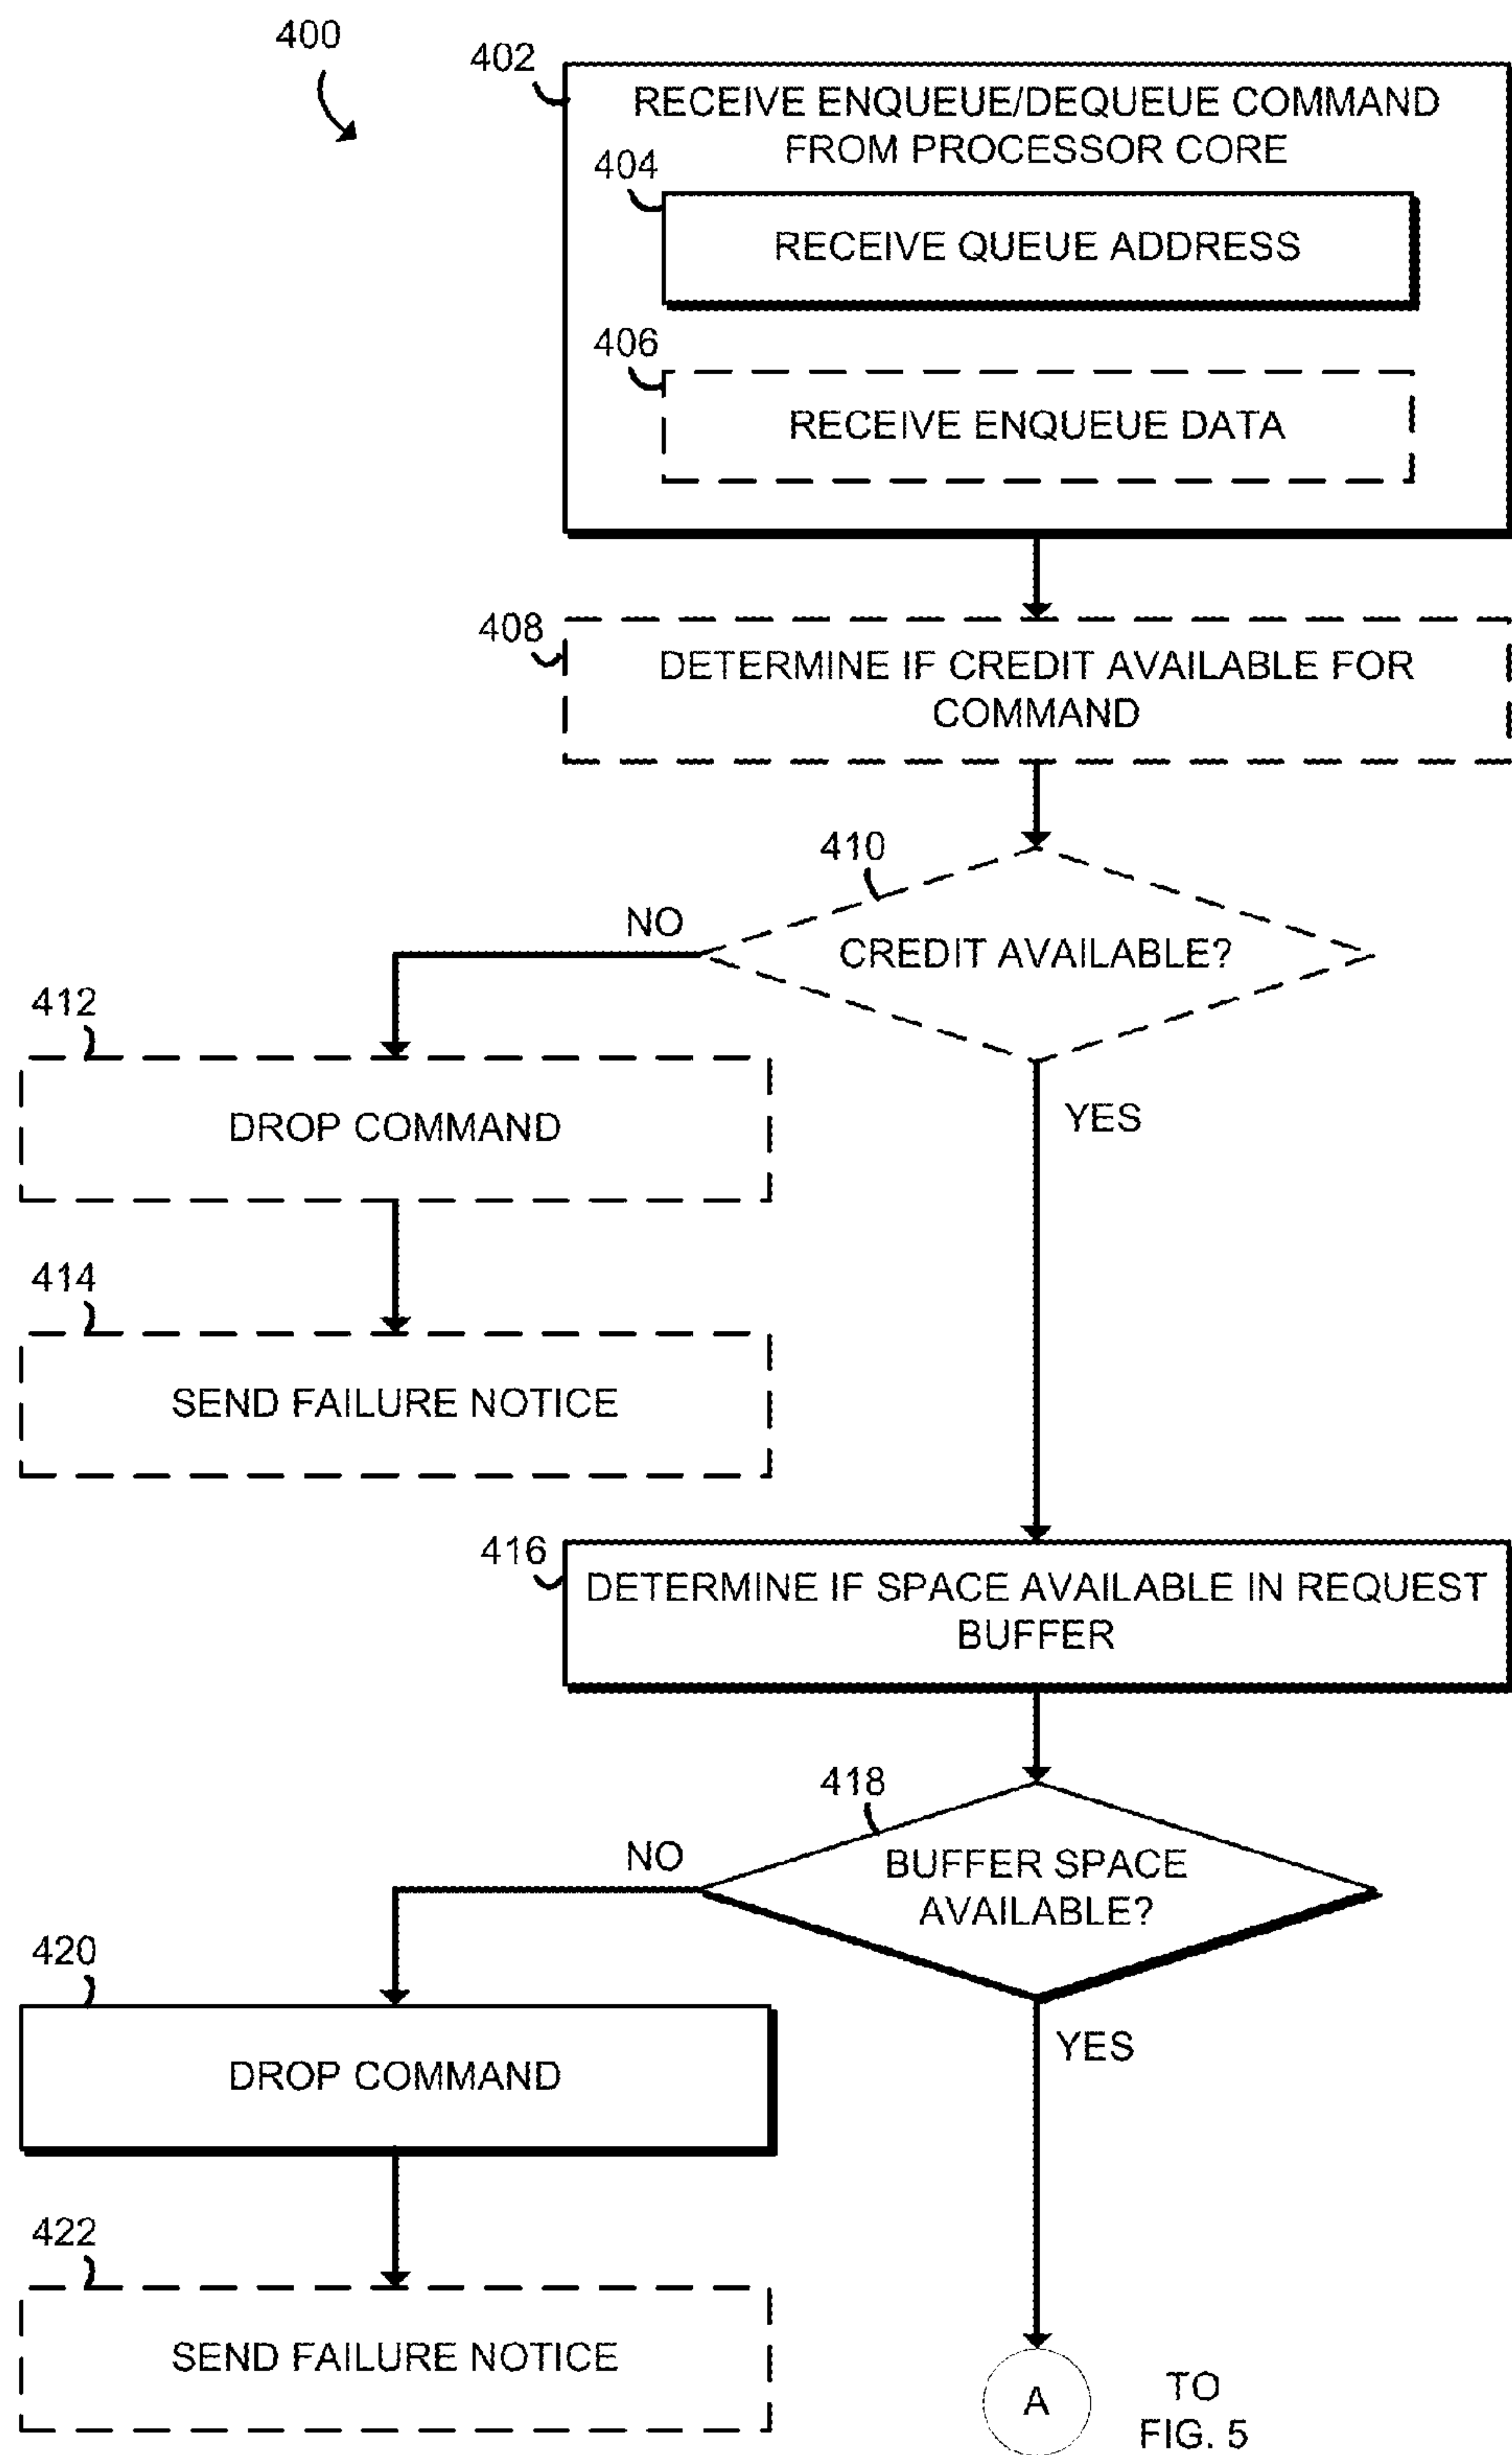 400
402
RECEIVE ENQUEUE/DEQUEUE COMMAND
FROM PROCESSOR CORE
404
RECEIVE QUEUE ADDRESS
406
RECEIVE ENQUEUE DATA
408
DETERMINE IF CREDIT AVAILABLE FOR
COMMAND
410
NO
CREDIT AVAILABLE?
412
DROP COMMAND
YES
414
SEND FAILURE NOTICE
416
DETERMINE IF SPACE AVAILABLE IN REQUEST
BUFFER
418
NO
BUFFER SPACE
AVAILABLE?
420
DROP COMMAND
YES
422
SEND FAILURE NOTICE
A
TO
FIG. 5